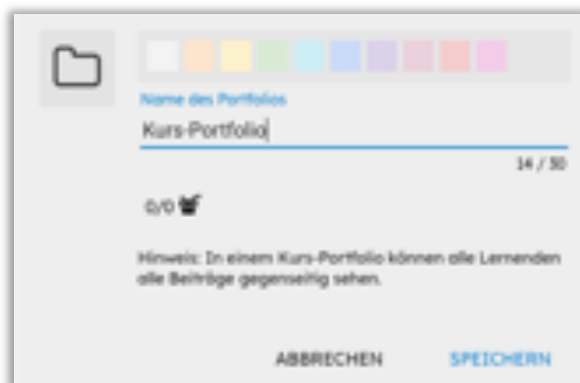 Name des Portfolios
Kurs-Portfolio
14 / 30
0/0
Hinweis: In einem Kurs-Portfolio können alle Lernenden
alle Beiträge gegenseitig sehen.
ABBRECHEN
SPEICHERN